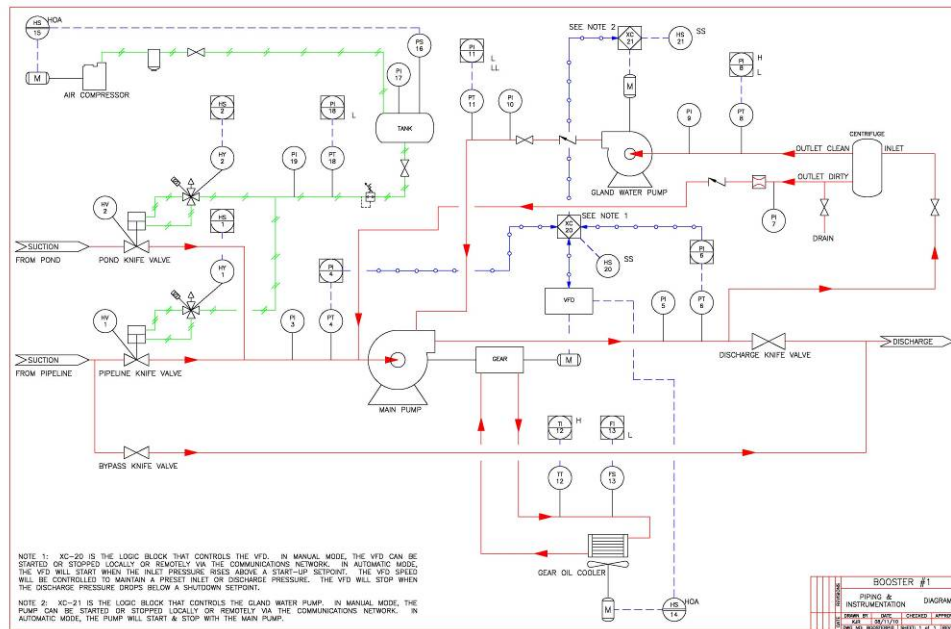 HS
15
HOA
PS
16
M
AIR COMPRESSOR
PI
17
TANK
HS
2
HY
2
PI
18
L
PI
19
PT
18
HV
2
HS
1
HY
1
HV
1
SUCTION
FROM POND
POND KNIFE VALVE
SUCTION
FROM PIPELINE
PIPELINE KNIFE VALVE
BYPASS KNIFE VALVE
PI
11
L
LL
PT
11
PI
10
SEE NOTE 2
XC
21
HS
21
SS
M
GLAND WATER PUMP
PI
9
PI
8
H
L
PT
8
CENTRIFUGE
OUTLET CLEAN
INLET
OUTLET DIRTY
PI
7
DRAIN
SEE NOTE 1
XC
20
HS
20
SS
PI
4
PI
3
PT
4
PI
6
PI
5
PT
6
VFD
GEAR
M
MAIN PUMP
DISCHARGE KNIFE VALVE
DISCHARGE
TI
12
H
FI
13
L
TT
12
FS
13
GEAR OIL COOLER
M
HS
14
HOA
NOTE 1: XC-20 IS THE LOGIC BLOCK THAT CONTROLS THE VFD. IN MANUAL MODE, THE VFD CAN BE
STARTED OR STOPPED LOCALLY OR REMOTELY VIA THE COMMUNICATIONS NETWORK. IN AUTOMATIC MODE,
THE VFD WILL START WHEN THE INLET PRESSURE RISES ABOVE A START-UP SETPOINT. THE VFD SPEED
WILL BE CONTROLLED TO MAINTAIN A PRESET INLET OR DISCHARGE PRESSURE. THE VFD WILL STOP WHEN
THE DISCHARGE PRESSURE DROPS BELOW A SHUTDOWN SETPOINT.
NOTE 2: XC-21 IS THE LOGIC BLOCK THAT CONTROLS THE GLAND WATER PUMP. IN MANUAL MODE, THE
PUMP CAN BE STARTED OR STOPPED LOCALLY OR REMOTELY VIA THE COMMUNICATIONS NETWORK. IN
AUTOMATIC MODE, THE PUMP WILL START & STOP WITH THE MAIN PUMP.
REVISIONS
BOOSTER #1
PIPING &
INSTRUMENTATION DIAGRAM
DRAWN BY DATE CHECKED
KJR
SHEET 1 of 1